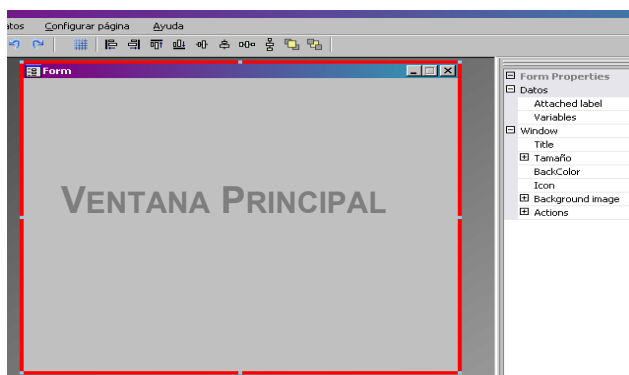 atos Configurar página Ayuda
Form
VENTANA PRINCIPAL
Form Properties
Datos
Attached label
Variables
Window
Title
Tamaño
BackColor
Icon
Background image
Actions